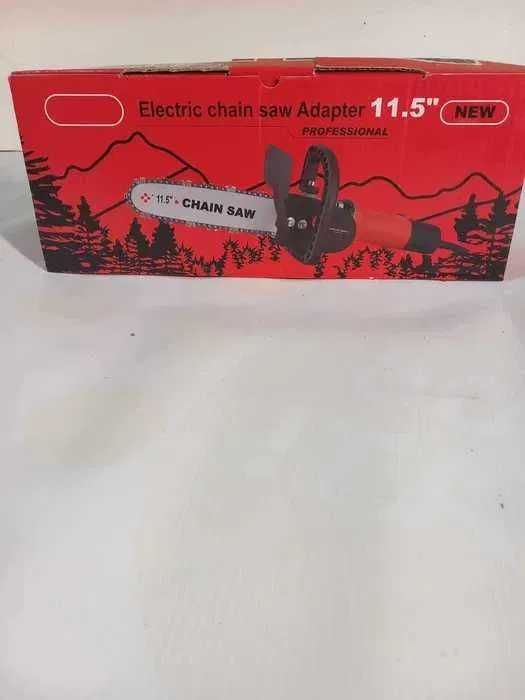 Electric chain saw Adapter 11.5" NEW
PROFESSIONAL
11.5" CHAIN SAW